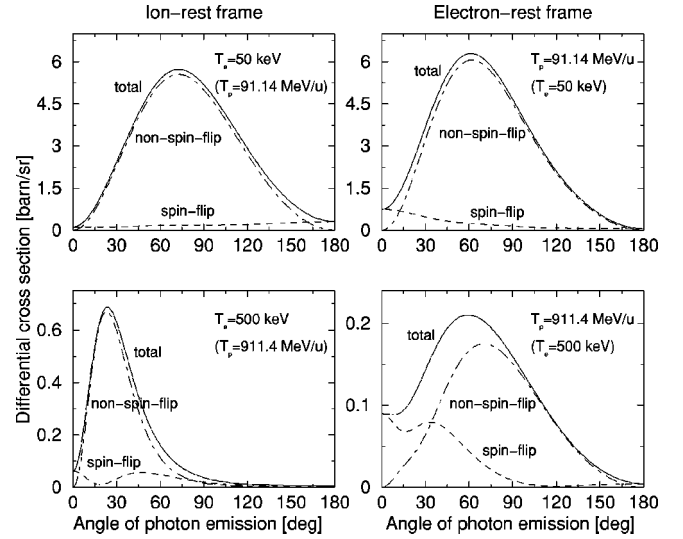 Ion−rest frame
Electron−rest frame
Differential cross section [barn/sr]
6
4.5
3
1.5
0
0 30 60 90 120 150 180
T_e=50 keV
(T_p=91.14 MeV/u)
total
non−spin−flip
spin−flip
6
4.5
3
1.5
0
0 30 60 90 120 150 180
T_p=91.14 MeV/u
(T_e=50 keV)
total
non−spin−flip
spin−flip
0.6
0.4
0.2
0
0 30 60 90 120 150 180
T_e=500 keV
(T_p=911.4 MeV/u)
total
non−spin−flip
spin−flip
Angle of photon emission [deg]
0.2
0.1
0
0 30 60 90 120 150 180
T_p=911.4 MeV/u
(T_e=500 keV)
total
non−spin−flip
spin−flip
Angle of photon emission [deg]